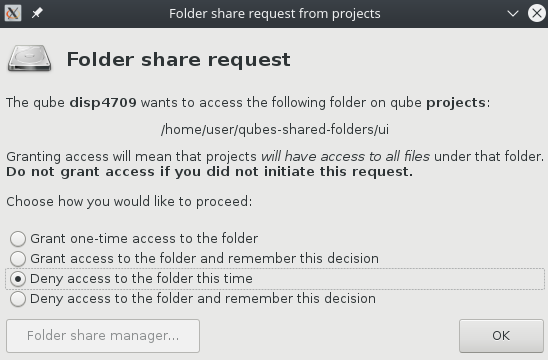 Folder share request from projects
Folder share request
The qube disp4709 wants to access the following folder on qube projects:
/home/user/qubes-shared-folders/ui
Granting access will mean that projects will have access to all files under that folder.
Do not grant access if you did not initiate this request.
Choose how you would like to proceed:
Grant one-time access to the folder
Grant access to the folder and remember this decision
Deny access to the folder this time
Deny access to the folder and remember this decision
Folder share manager...
OK